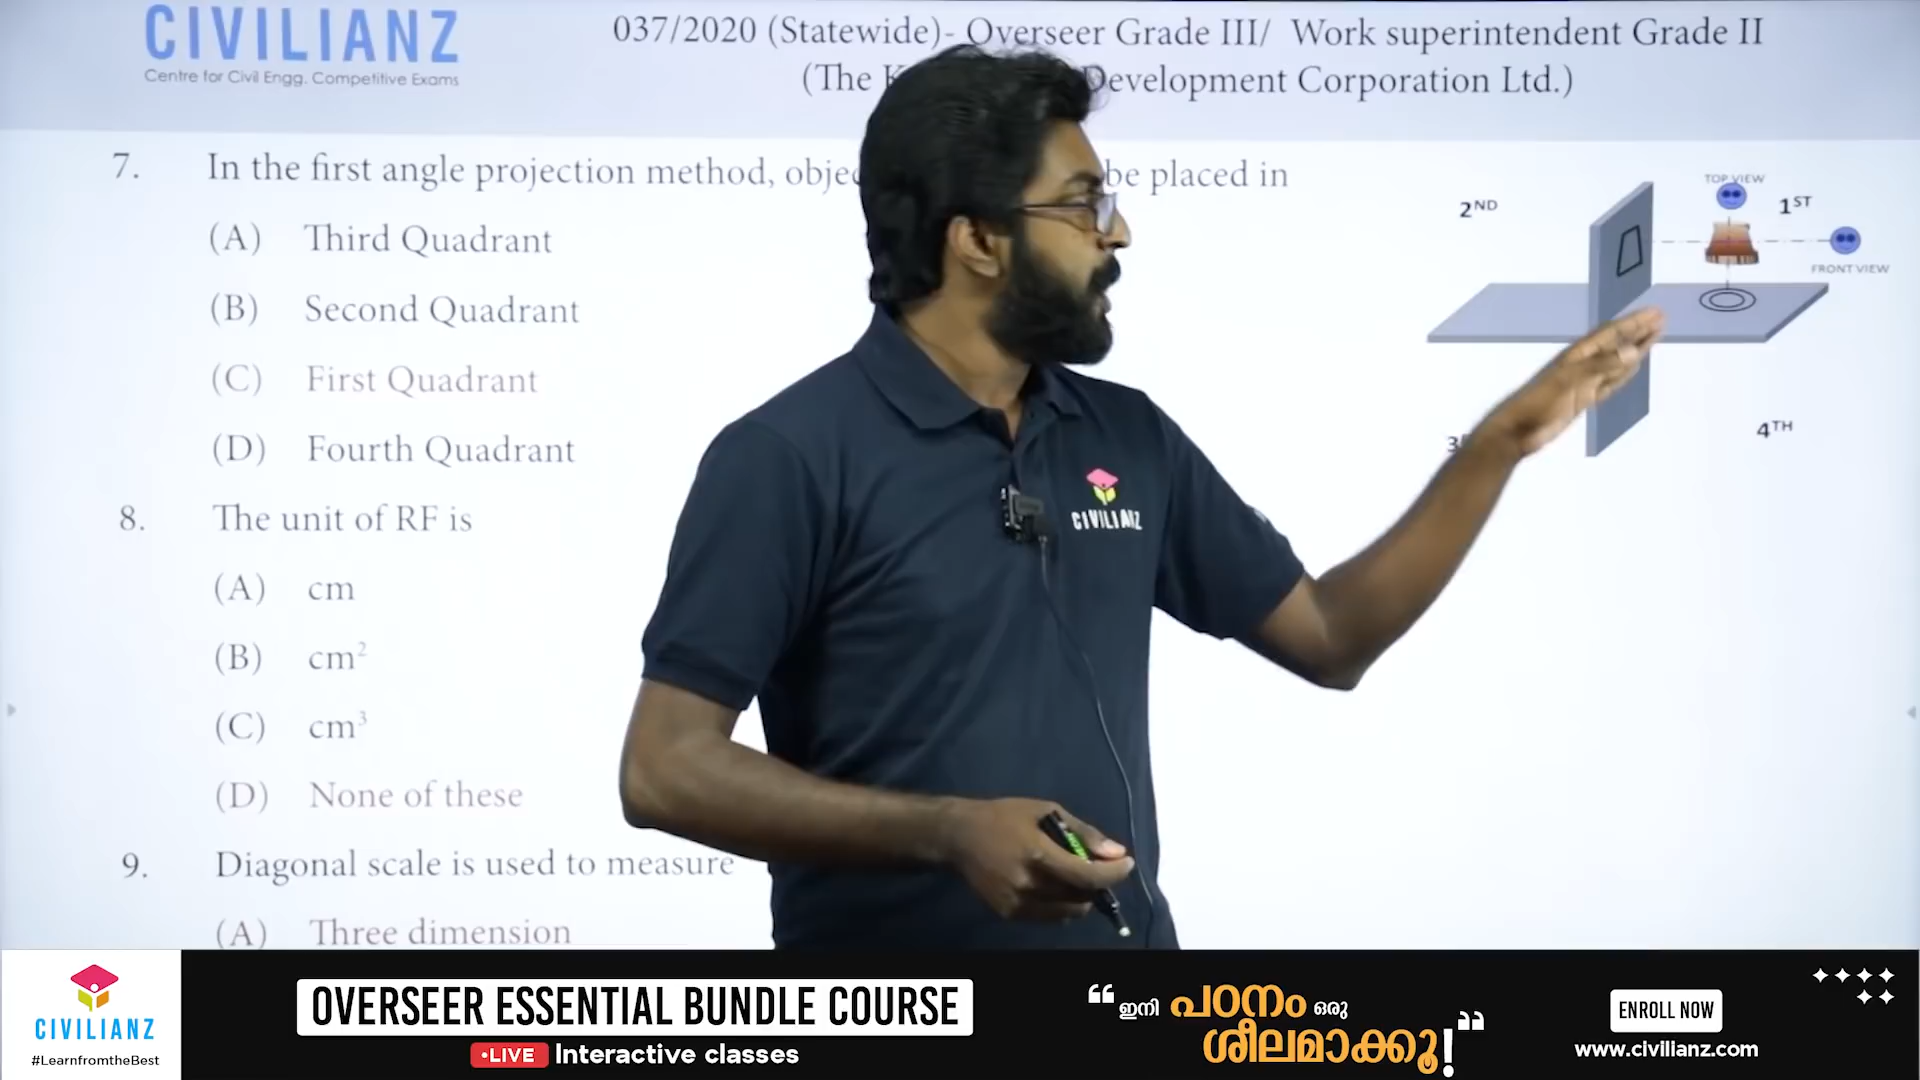 CIVILIANZ
Centre for Civil Engg. Competitive Exams
037/2020 (Statewide)- Overseer Grade III/ Work superintendent Grade II
(The Development Corporation Ltd.)
7. In the first angle projection method, be placed in
(A) Third Quadrant
(B) Second Quadrant
(C) First Quadrant
(D) Fourth Quadrant
8. The unit of RF is
(A) cm
(B) cm²
(C) cm³
(D) None of these
9. Diagonal scale is used to measure
(A) Three dimension
TOP VIEW
2ND
1ST
FRONT VIEW
4TH
CIVILIANZ
CIVILIANZ
#LearnfromtheBest
OVERSEER ESSENTIAL BUNDLE COURSE
•LIVE Interactive classes
“ഇനി പഠനം ഒരു
ശീലമാക്കൂ!”
ENROLL NOW
www.civilianz.com